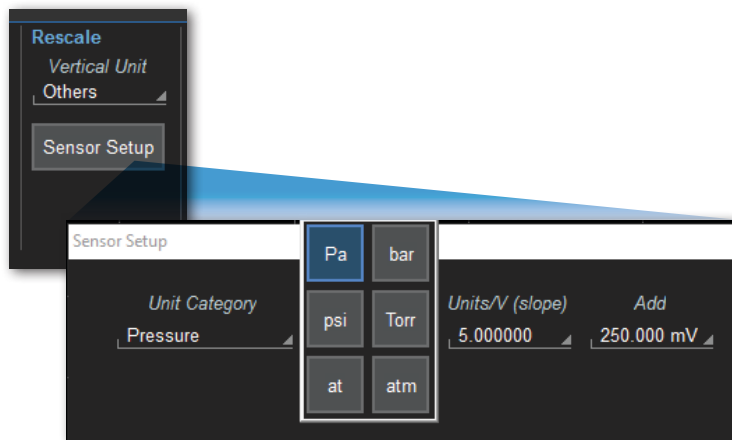 Rescale
Vertical Unit
Others
Sensor Setup
Sensor Setup
Pa bar
Unit Category Units/V (slope) Add
psi Torr
Pressure 5.000000 250.000 mV
at atm